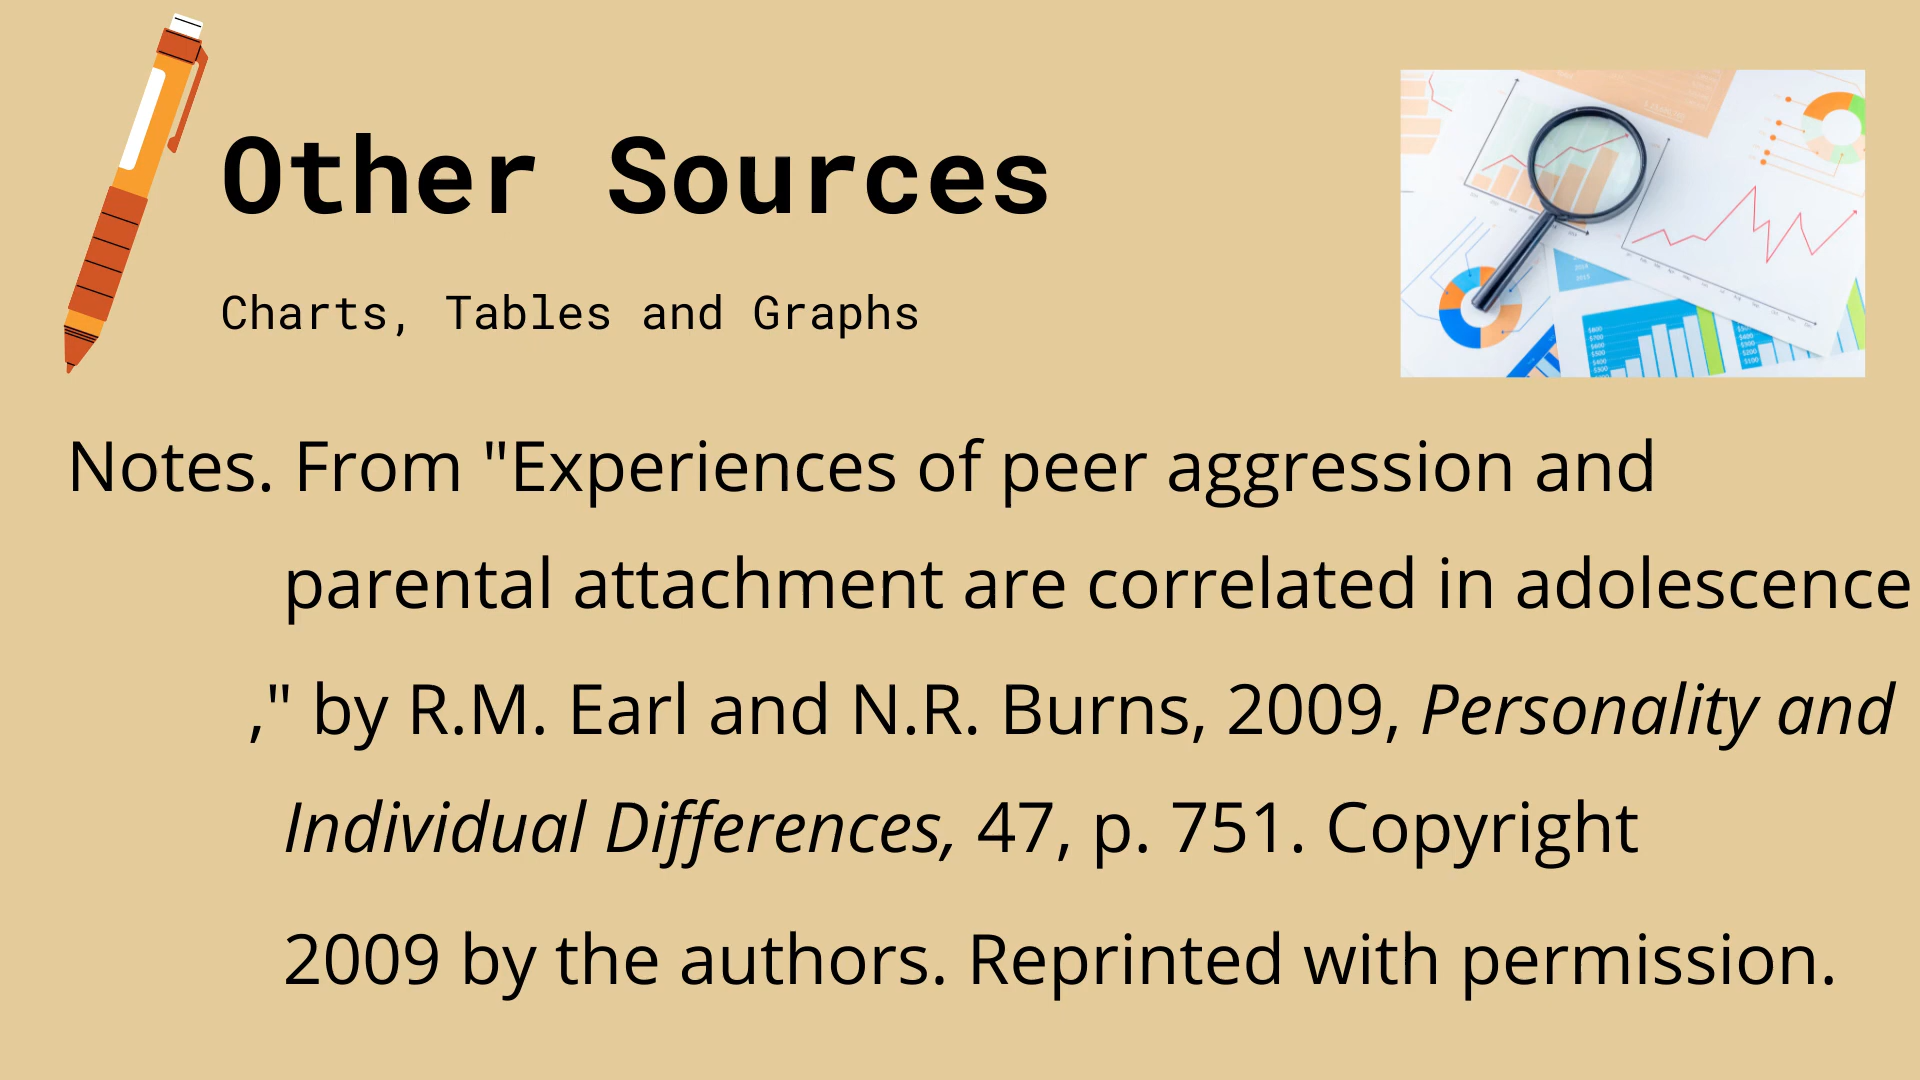 Other Sources
Charts, Tables and Graphs
Notes. From "Experiences of peer aggression and
parental attachment are correlated in adolescence
," by R.M. Earl and N.R. Burns, 2009, Personality and
Individual Differences, 47, p. 751. Copyright
2009 by the authors. Reprinted with permission.